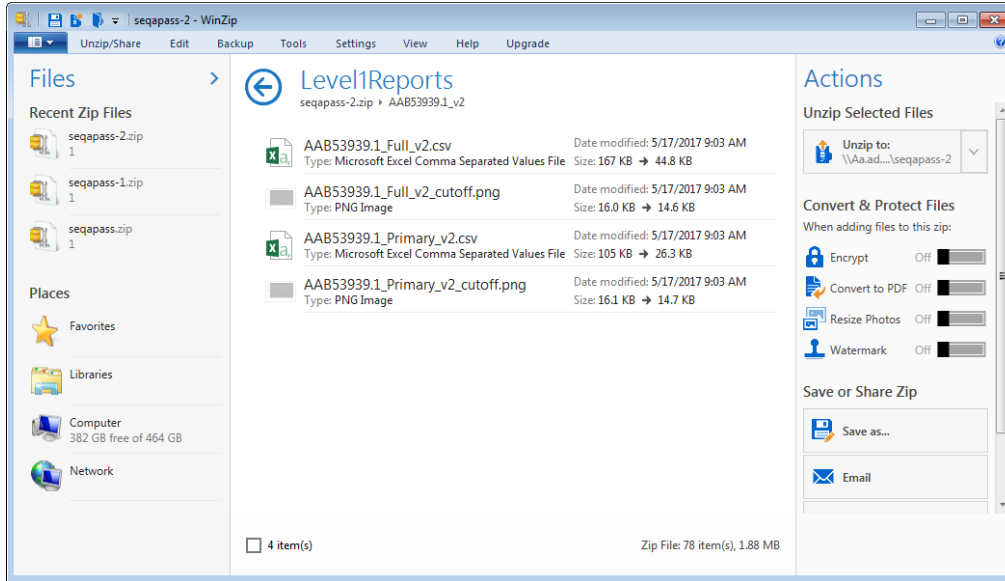 seqapass-2 - WinZip
Unzip/Share Edit Backup Tools Settings View Help Upgrade
Files
Recent Zip Files
seqapass-2.zip
1
seqapass-1.zip
1
seqapass.zip
1
Places
Favorites
Libraries
Computer
382 GB free of 464 GB
Network
Level1Reports
seqapass-2.zip AAB53939.1_v2
AAB53939.1_Full_v2.csv Date modified: 5/17/2017 9:03 AM
Type: Microsoft Excel Comma Separated Values File Size: 167 KB → 44.8 KB
AAB53939.1_Full_v2_cutoff.png Date modified: 5/17/2017 9:03 AM
Type: PNG Image Size: 16.0 KB → 14.6 KB
AAB53939.1_Primary_v2.csv Date modified: 5/17/2017 9:03 AM
Type: Microsoft Excel Comma Separated Values File Size: 105 KB → 26.3 KB
AAB53939.1_Primary_v2_cutoff.png Date modified: 5/17/2017 9:03 AM
Type: PNG Image Size: 16.1 KB → 14.7 KB
4 item(s) Zip File: 78 item(s), 1.88 MB
Actions
Unzip Selected Files
Unzip to:
\\Aa.ad....\seqapass-2
Convert & Protect Files
When adding files to this zip:
Encrypt Off
Convert to PDF Off
Resize Photos Off
Watermark Off
Save or Share Zip
Save as...
Email